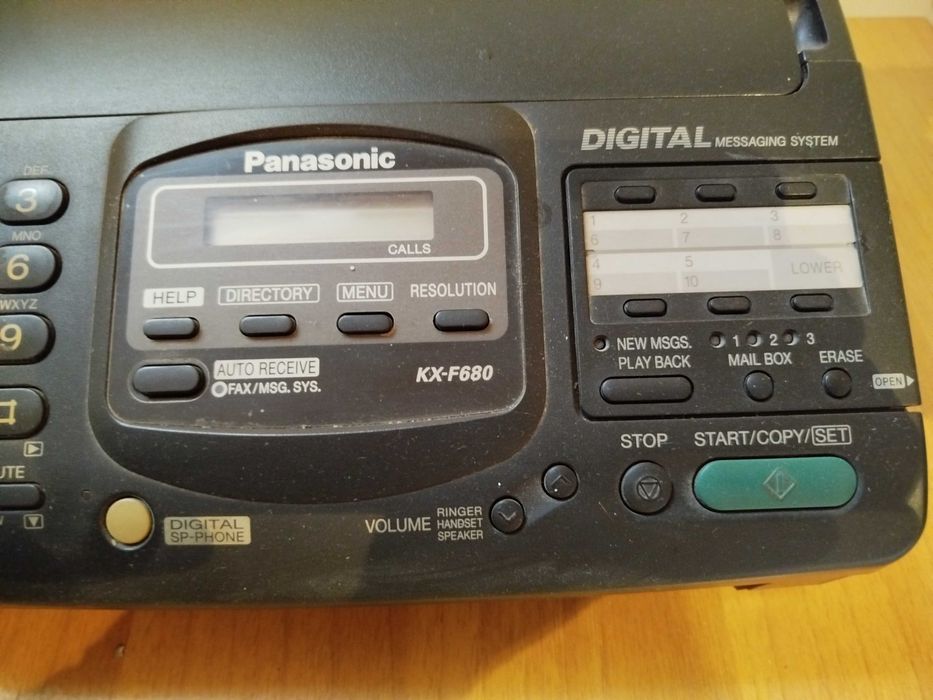 DIGITAL MESSAGING SYSTEM
Panasonic
CALLS
HELP DIRECTORY MENU RESOLUTION
AUTO RECEIVE
FAX/MSG. SYS.
KX-F680
DEF
3
MNO
6
WXYZ
9
1 2 3
6 7 8
4 5 LOWER
9 10
NEW MSGS. 1 2 3
PLAY BACK MAIL BOX ERASE
OPEN
STOP START/COPY/SET
DIGITAL
SP-PHONE
VOLUME
RINGER
HANDSET
SPEAKER